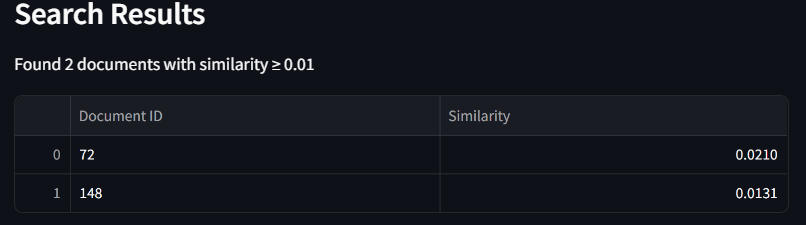 Search Results
Found 2 documents with similarity ≥ 0.01
Document ID Similarity
0 72 0.0210
1 148 0.0131